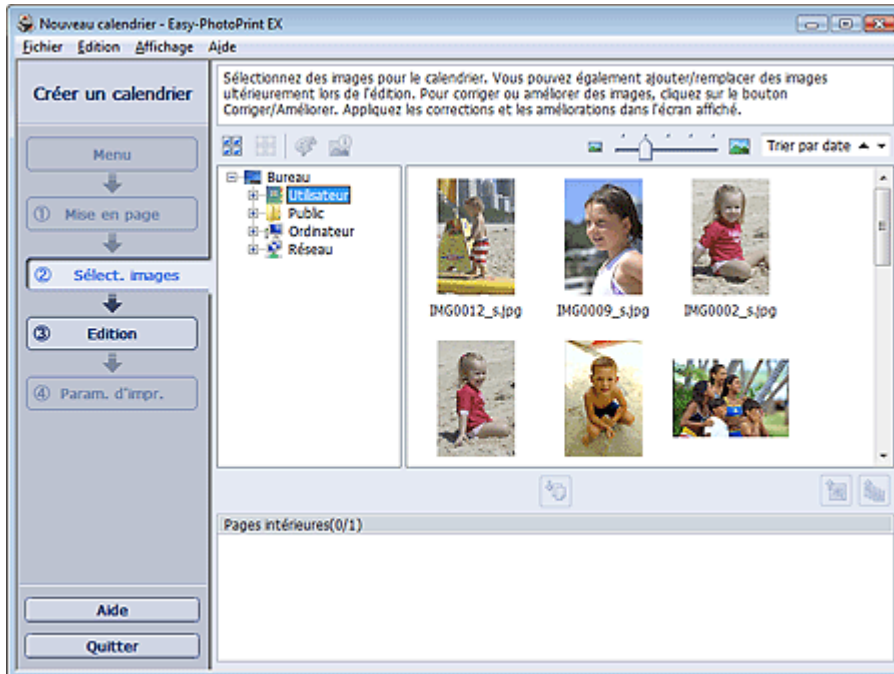 Nouveau calendrier - Easy-PhotoPrint EX
Fichier Édition Affichage Aide
Créer un calendrier
Sélectionnez des images pour le calendrier. Vous pouvez également ajouter/remplacer des images
ultérieurement lors de l'édition. Pour corriger ou améliorer des images, cliquez sur le bouton
Corriger/Améliorer. Appliquez les corrections et les améliorations dans l'écran affiché.
Menu
① Mise en page
② Sélect. images
③ Edition
④ Param. d'impr.
Trier par date
Bureau
Utilisateur
Public
Ordinateur
Réseau
IMG0012_s.jpg IMG0009_s.jpg IMG0002_s.jpg
Pages intérieures(0/1)
Aide
Quitter